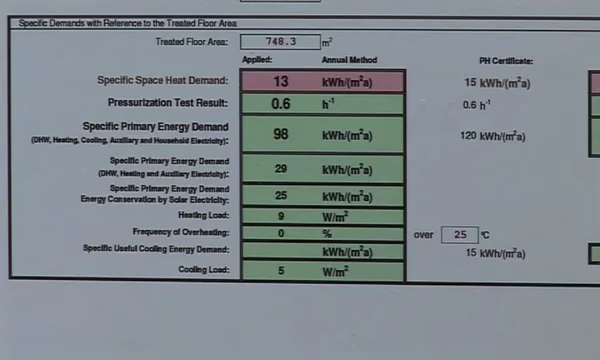 Specific Demands with Reference to the Treated Floor Area
Treated Floor Area: 748.3 m²
Applied: Annual Method PH Certificate:
Specific Space Heat Demand: 13 kWh/(m²a) 15 kWh/(m²a)
Pressurization Test Result: 0.6 h⁻¹ 0.6 h⁻¹
Specific Primary Energy Demand
(DHW, Heating, Cooling, Auxiliary and Household Electricity): 98 kWh/(m²a) 120 kWh/(m²a)
Specific Primary Energy Demand
(DHW, Heating and Auxiliary Electricity): 29 kWh/(m²a)
Specific Primary Energy Demand
Energy Conservation by Solar Electricity: 25 kWh/(m²a)
Heating Load: 9 W/m²
Frequency of Overheating: 0 % over 25 °C
Specific Useful Cooling Energy Demand: kWh/(m²a) 15 kWh/(m²a)
Cooling Load: 5 W/m²